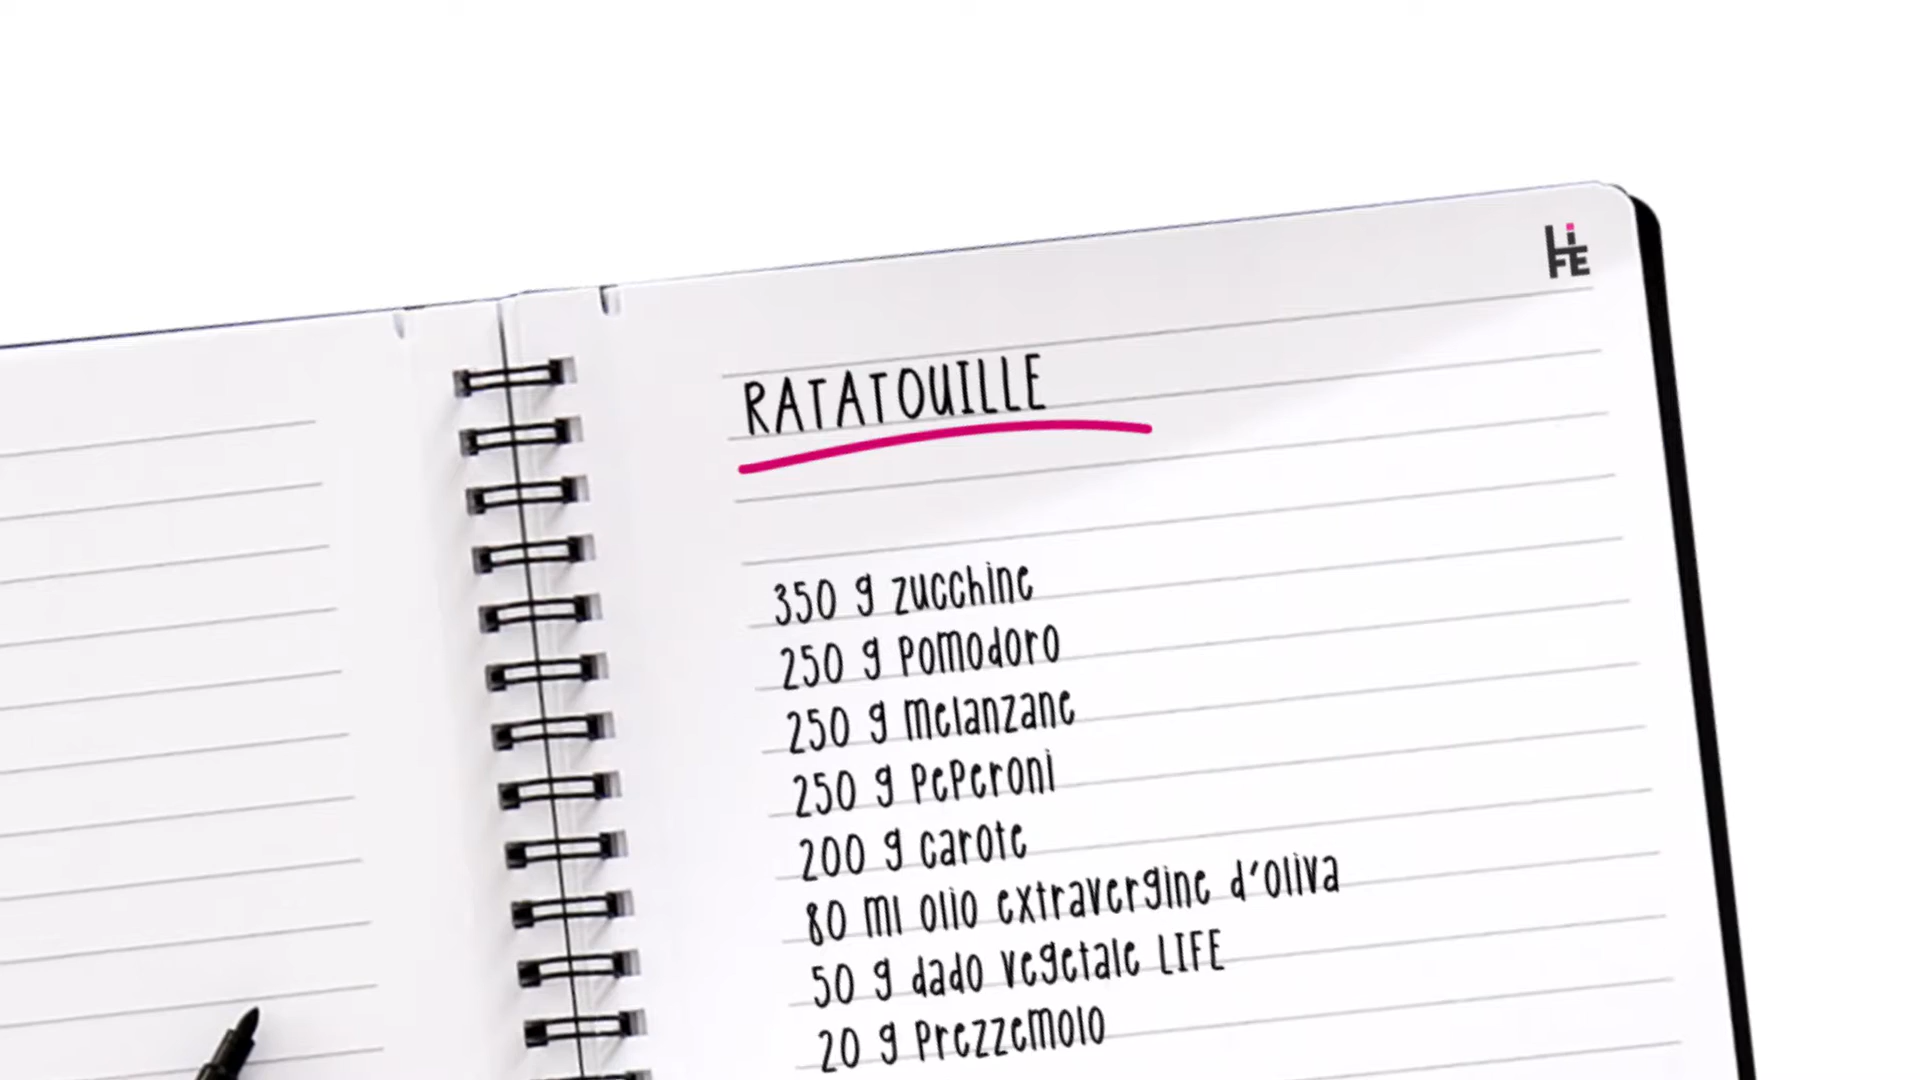 LiFE
RATATOUILLE
350 g zucchine
250 g pomodoro
250 g melanzane
250 g peperoni
200 g carote
80 ml olio extravergine d'oliva
50 g dado vegetale LIFE
20 g prezzemolo